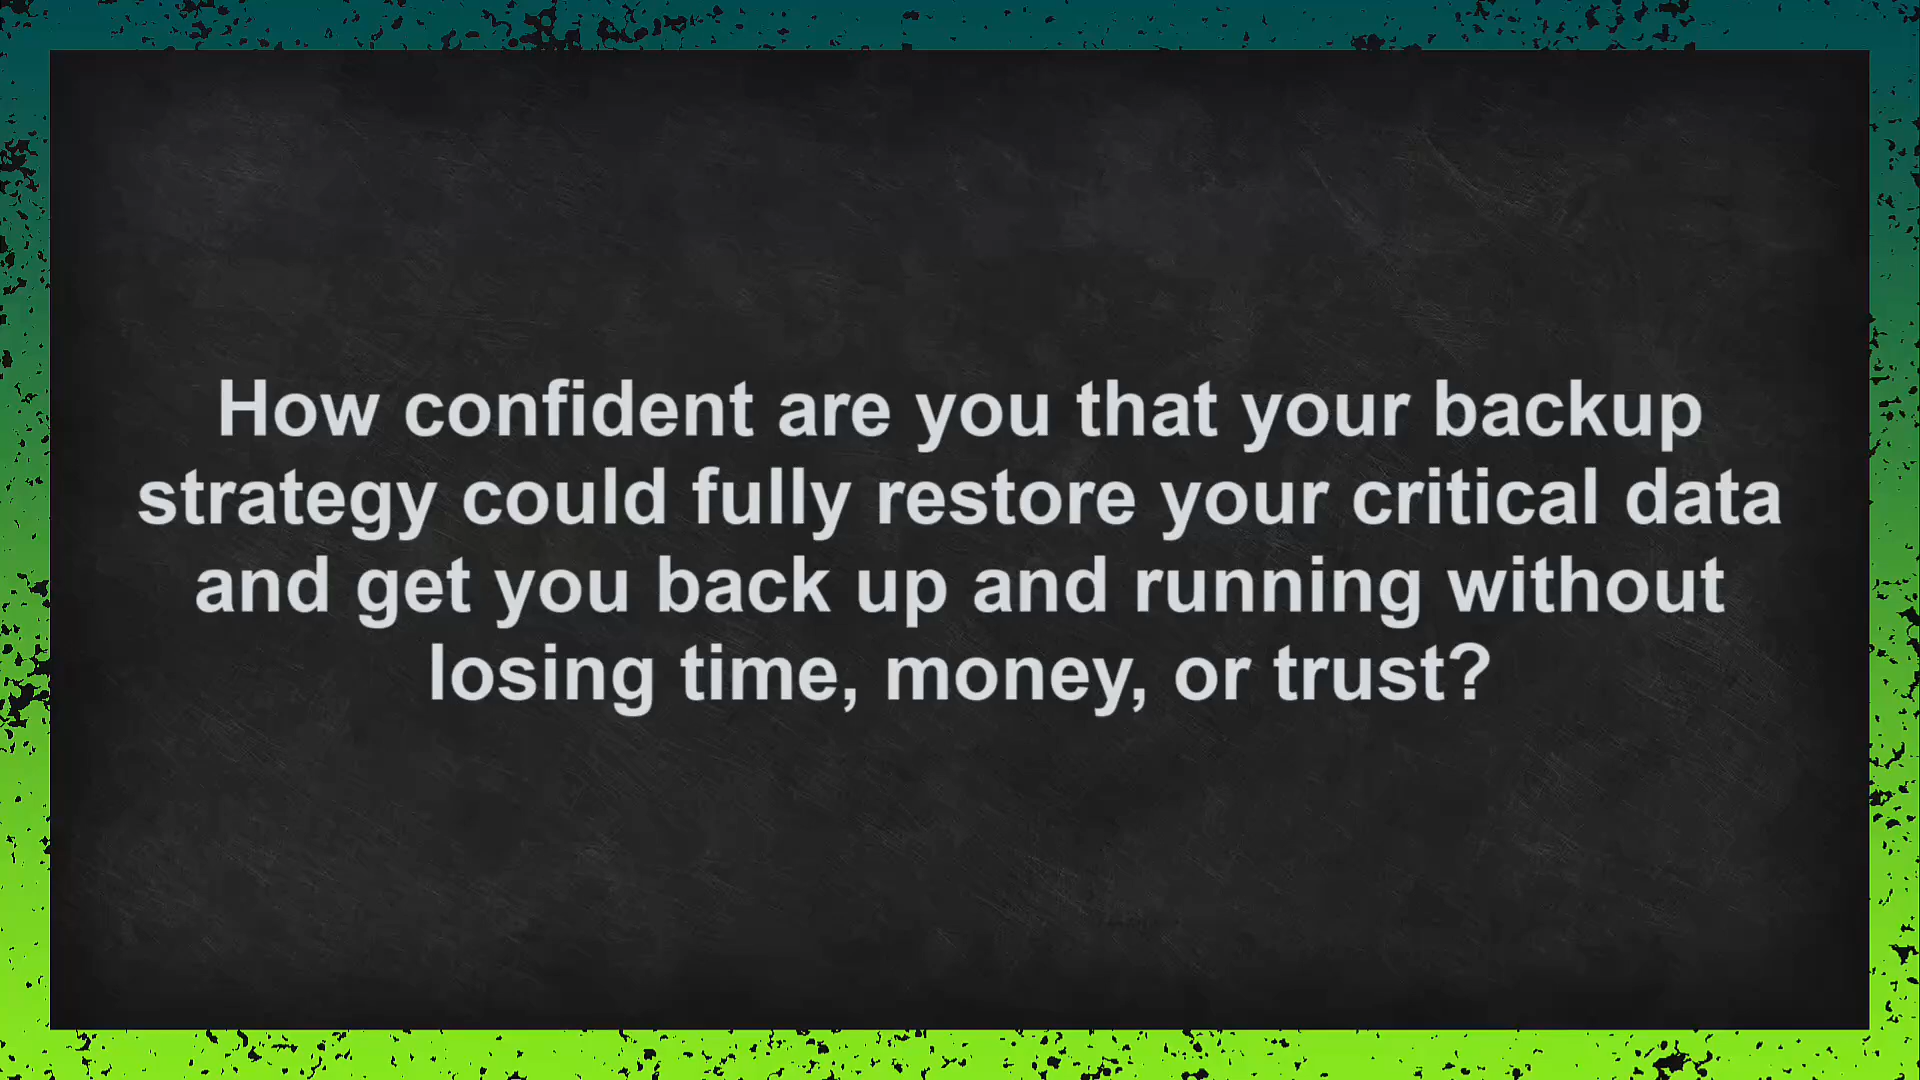 How confident are you that your backup
strategy could fully restore your critical data
and get you back up and running without
losing time, money, or trust?